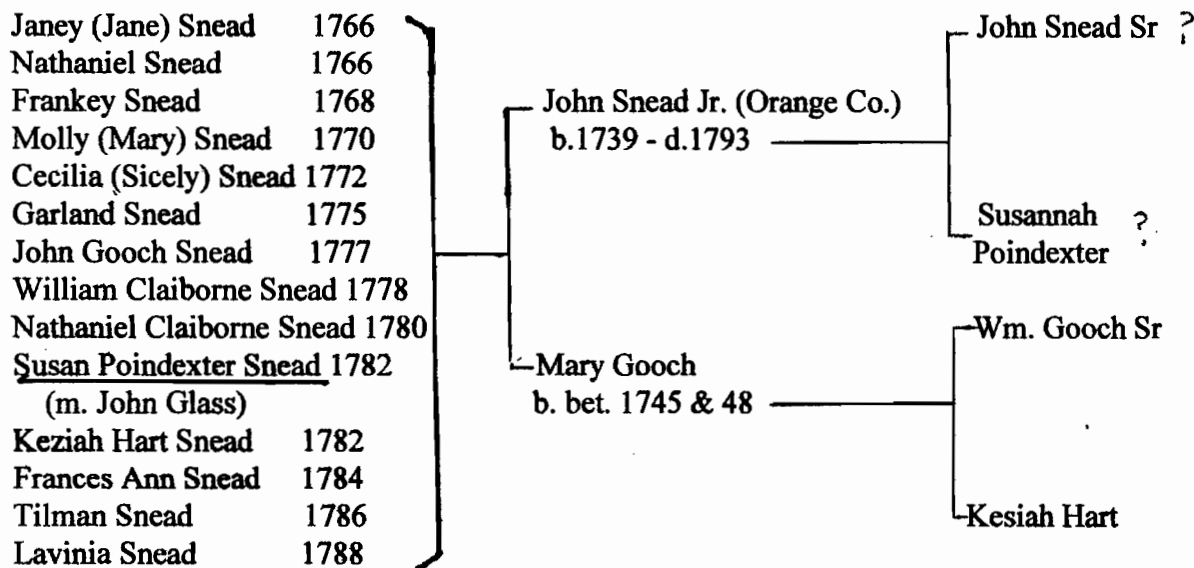 Janey (Jane) Snead 1766
Nathaniel Snead 1766
Frankey Snead 1768
Molly (Mary) Snead 1770
Cecilia (Sicely) Snead 1772
Garland Snead 1775
John Gooch Snead 1777
William Claiborne Snead 1778
Nathaniel Claiborne Snead 1780
Susan Poindexter Snead 1782
(m. John Glass)
Keziah Hart Snead 1782
Frances Ann Snead 1784
Tilman Snead 1786
Lavinia Snead 1788
John Snead Jr. (Orange Co.)
b.1739 - d.1793
Mary Gooch
b. bet. 1745 & 48
John Snead Sr ?
Susannah ?
Poindexter
Wm. Gooch Sr
Kesiah Hart